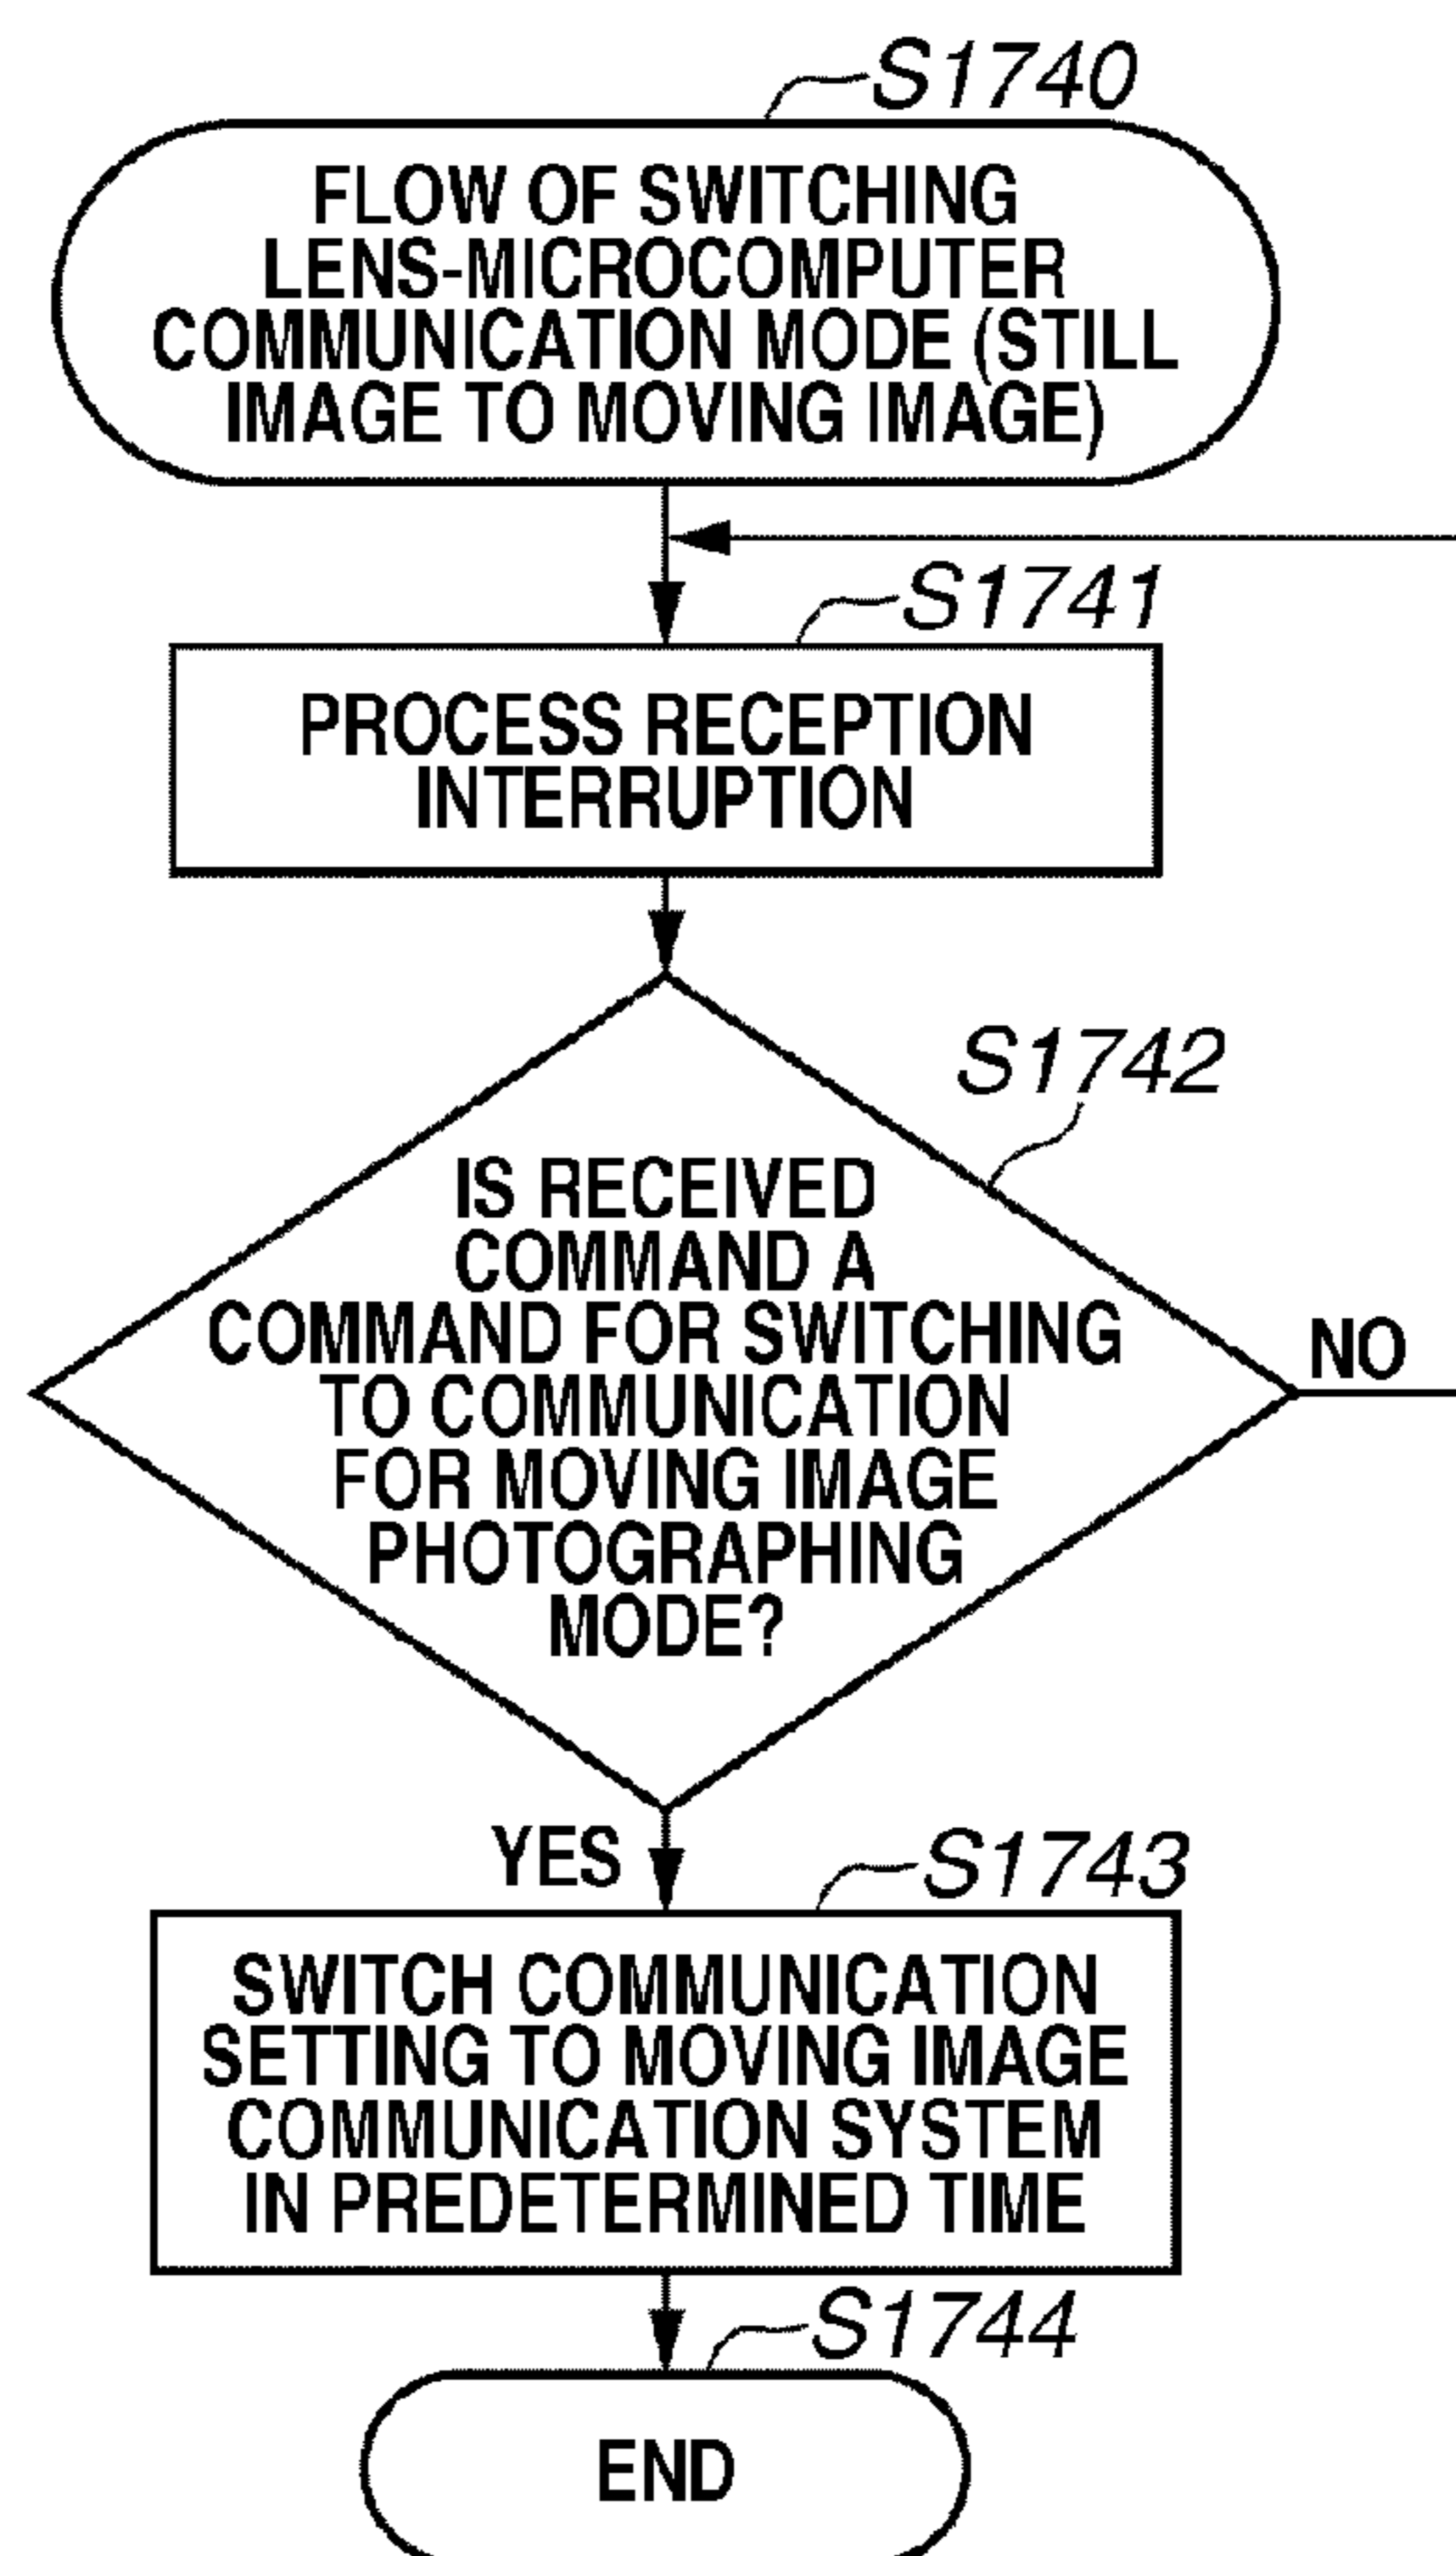 S1740
FLOW OF SWITCHING
LENS-MICROCOMPUTER
COMMUNICATION MODE (STILL
IMAGE TO MOVING IMAGE)
S1741
PROCESS RECEPTION
INTERRUPTION
S1742
IS RECEIVED
COMMAND A
COMMAND FOR SWITCHING
TO COMMUNICATION
FOR MOVING IMAGE
PHOTOGRAPHING
MODE?
NO
YES
S1743
SWITCH COMMUNICATION
SETTING TO MOVING IMAGE
COMMUNICATION SYSTEM
IN PREDETERMINED TIME
S1744
END